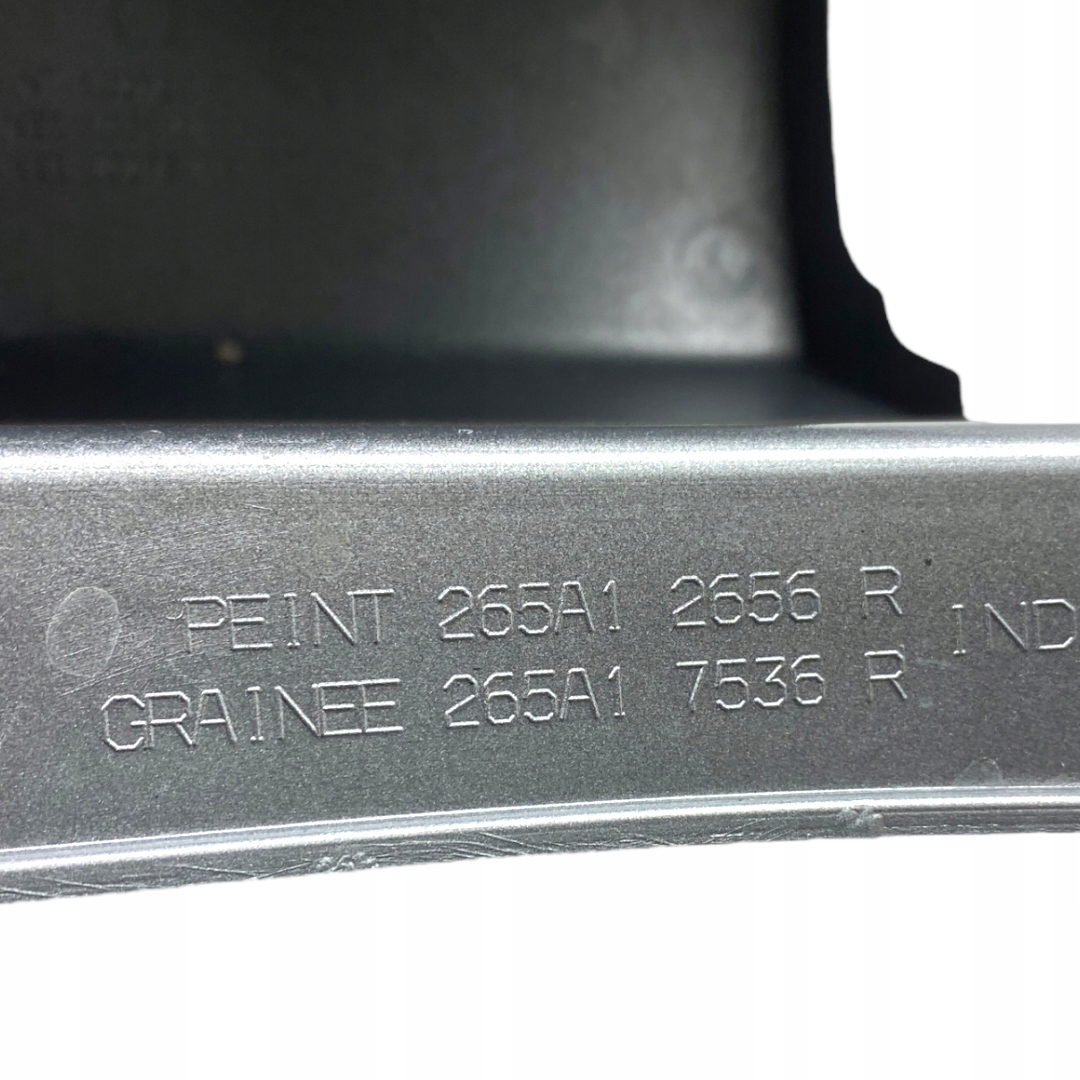 PEINT 265A1 2656 R IND
GRAINEE 265A1 7536 R